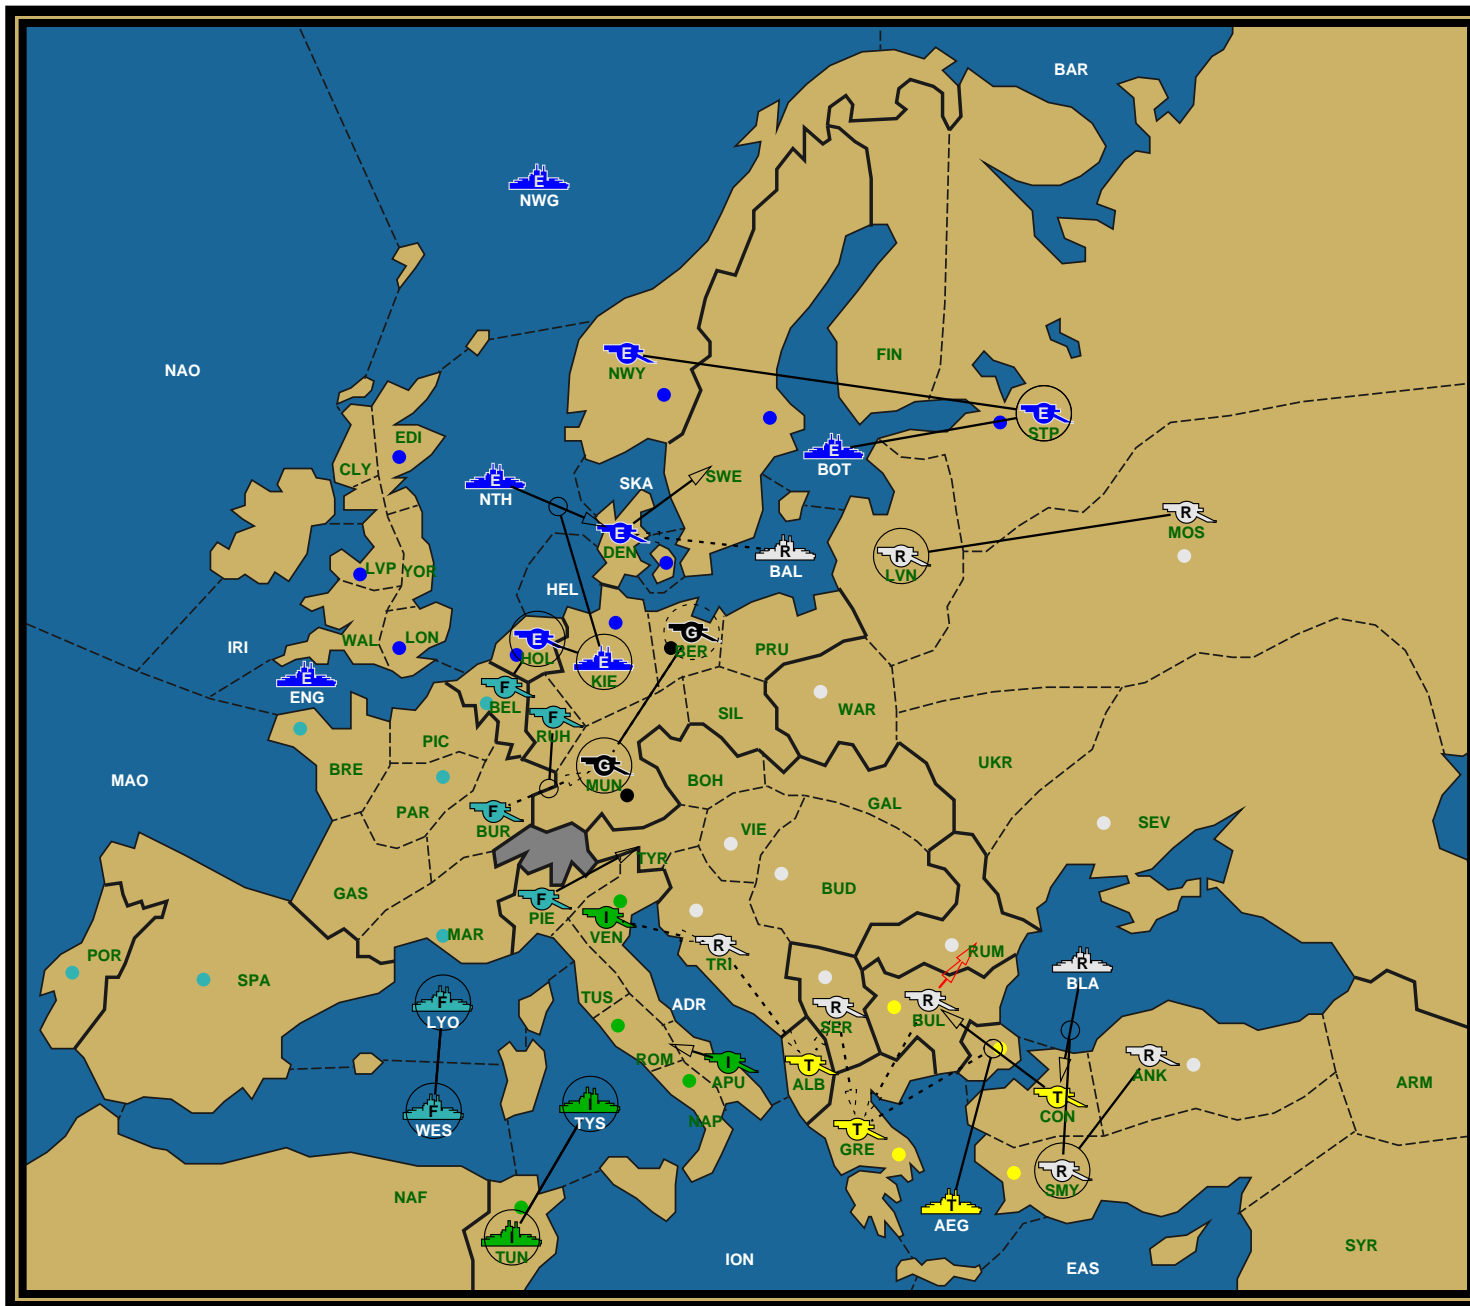 BAR
E
NWG
NAO
E
NWY
FIN
E
STP
EDI
CLY
E
BOT
SWE
SKA
E
NTH
R
MOS
E
DEN
R
BAL
R
LVN
LVP
YOR
HEL
IRI
WAL
LON
E
HOL
G
BER
PRU
E
KIE
E
ENG
F
BEL
F
RUH
SIL
WAR
PIC
BRE
UKR
MAO
G
MUN
BOH
GAL
PAR
F
BUR
VIE
SEV
TYR
BUD
GAS
F
PIE
I
VEN
MAR
R
TRI
POR
SPA
RUM
R
BLA
F
LYO
TUS
ADR
R
SER
R
BUL
ROM
I
APU
T
ALB
R
ANK
ARM
F
WES
I
TYS
NAP
T
CON
T
GRE
R
SMY
NAF
T
AEG
I
TUN
ION
EAS
SYR